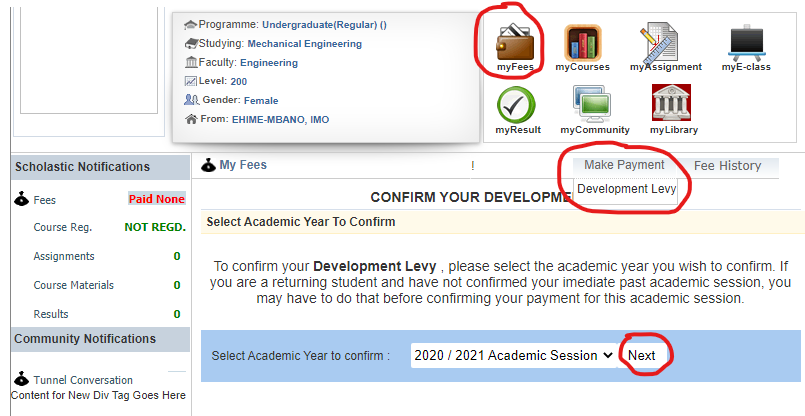 Programme: Undergraduate(Regular) ()
Studying: Mechanical Engineering
Faculty: Engineering
Level: 200
Gender: Female
From: EHIME-MBANO, IMO
myFees myCourses myAssignment myE-class
myResult myCommunity myLibrary
Scholastic Notifications
Fees Paid None
Course Reg. NOT REGD.
Assignments 0
Course Materials 0
Results 0
Community Notifications
Tunnel Conversation
Content for New Div Tag Goes Here
My Fees ! Make Payment Fee History
Development Levy
CONFIRM YOUR DEVELOPME
Select Academic Year To Confirm
To confirm your Development Levy , please select the academic year you wish to confirm. If
you are a returning student and have not confirmed your imediate past academic session, you
may have to do that before confirming your payment for this academic session.
Select Academic Year to confirm : 2020 / 2021 Academic Session Next